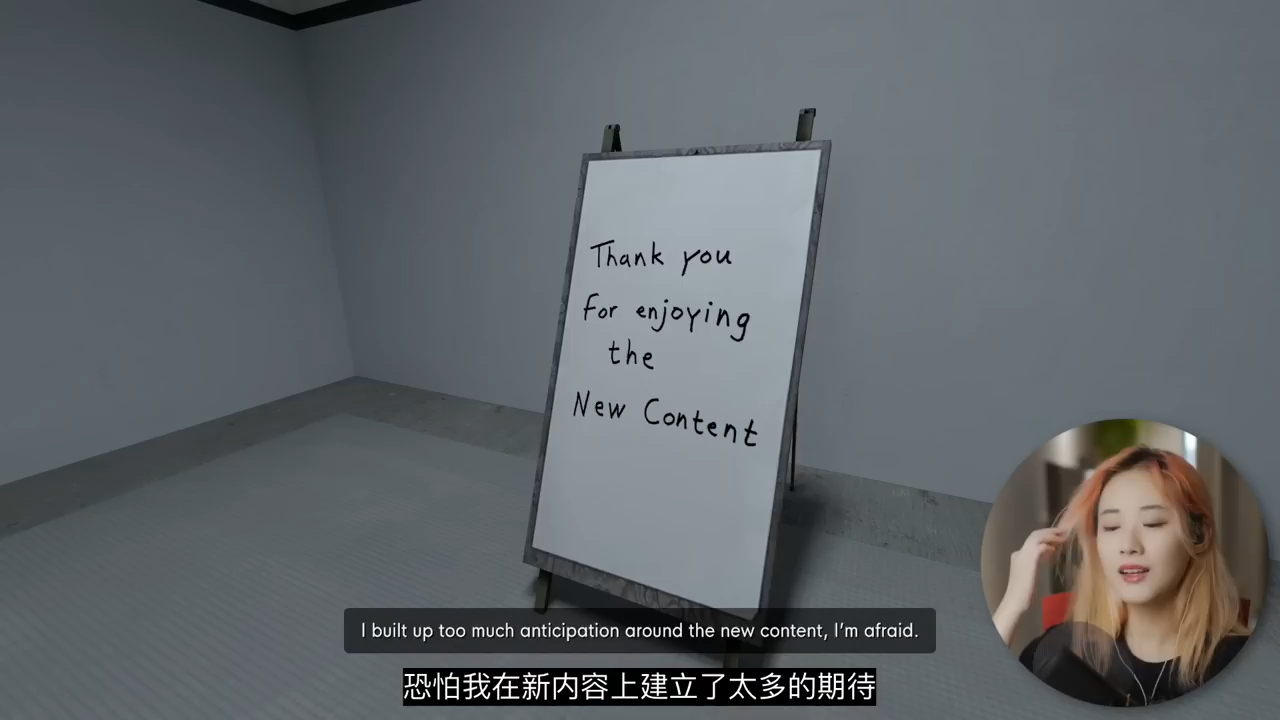 Thank you
for enjoying
the
New Content
I built up too much anticipation around the new content, I'm afraid.
恐怕我在新内容上建立了太多的期待